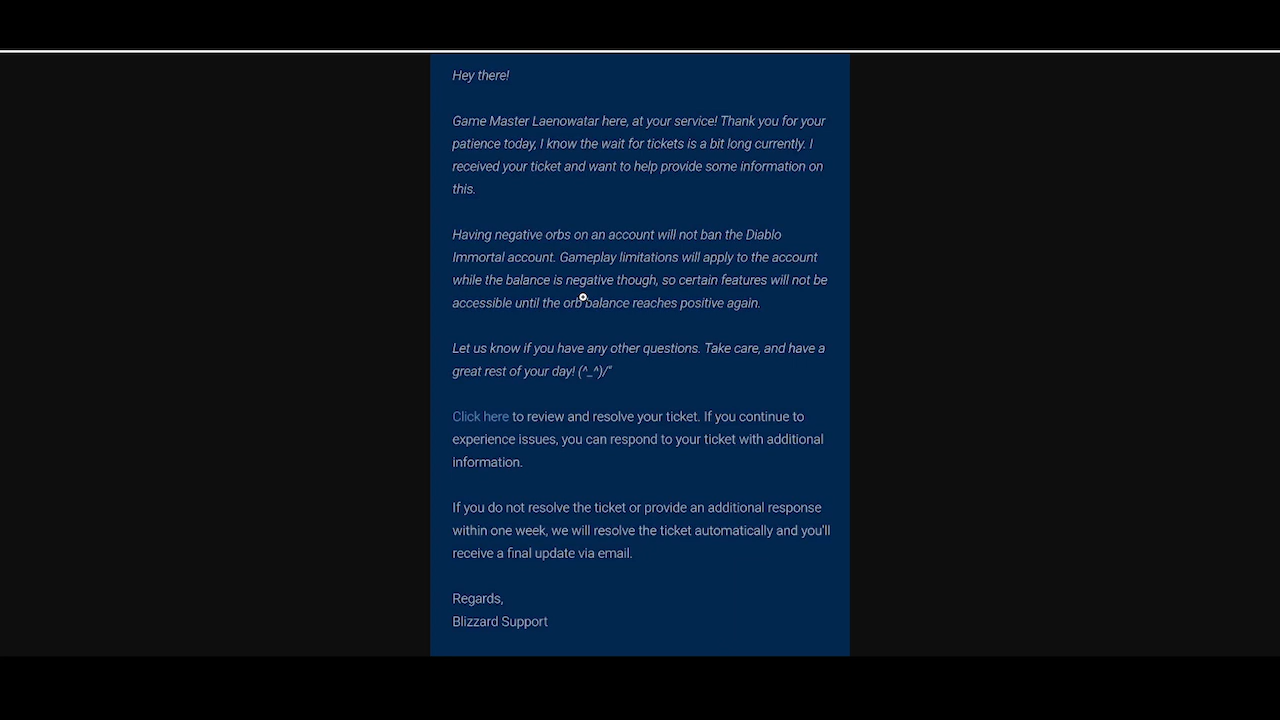 Hey there!
Game Master Laenowatar here, at your service! Thank you for your
patience today, I know the wait for tickets is a bit long currently. I
received your ticket and want to help provide some information on
this.
Having negative orbs on an account will not ban the Diablo
Immortal account. Gameplay limitations will apply to the account
while the balance is negative though, so certain features will not be
accessible until the orb balance reaches positive again.
Let us know if you have any other questions. Take care, and have a
great rest of your day! (^_^)/"
Click here to review and resolve your ticket. If you continue to
experience issues, you can respond to your ticket with additional
information.
If you do not resolve the ticket or provide an additional response
within one week, we will resolve the ticket automatically and you'll
receive a final update via email.
Regards,
Blizzard Support